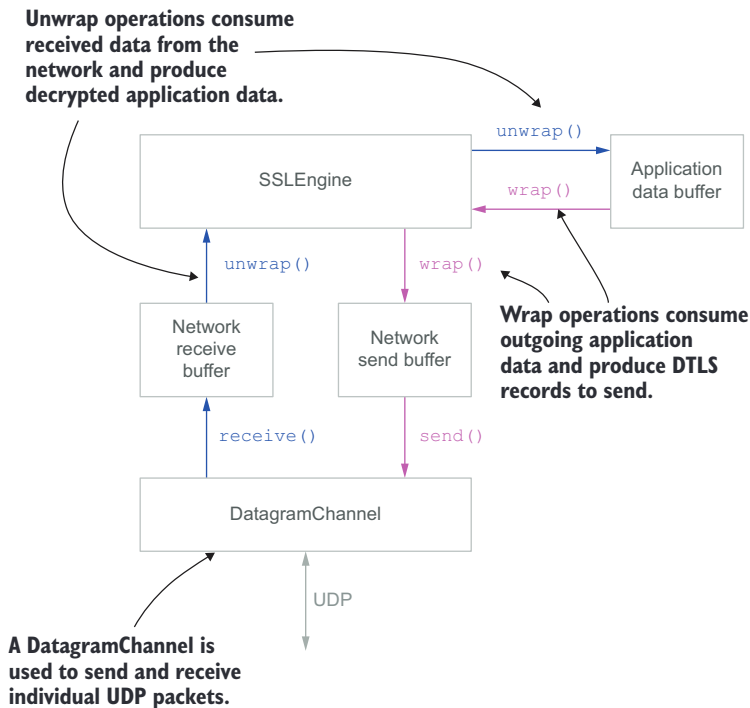 Unwrap operations consume
received data from the
network and produce
decrypted application data.
unwrap()
SSLEngine
Application
data buffer
wrap()
unwrap()
wrap()
Network
receive
buffer
Network
send buffer
Wrap operations consume
outgoing application
data and produce DTLS
records to send.
receive()
send()
DatagramChannel
UDP
A DatagramChannel is
used to send and receive
individual UDP packets.